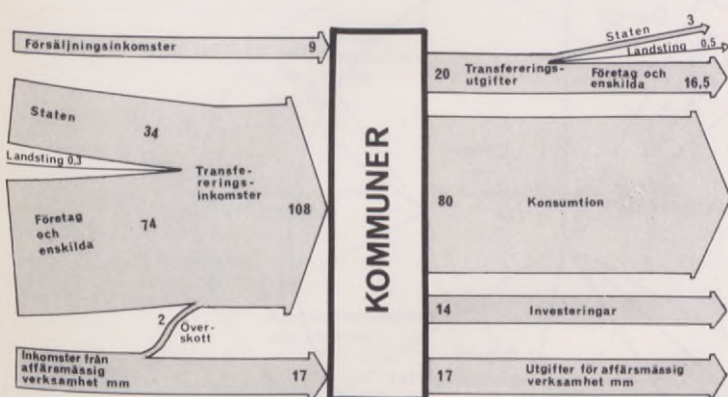 Försäljningsinkomster 9
Staten
34
Landsting 0,3
Transfe-
rerings-
inkomster
108
Företag
och
enskilda
74
2
Över-
skott
Inkomster från
affärsmässig
verksamhet mm
17
KOMMUNER
Staten 3
Landsting 0,5
20 Transfererings-
utgifter
Företag och
enskilda
16,5
80 Konsumtion
14 Investeringar
17 Utgifter för affärsmässig
verksamhet mm